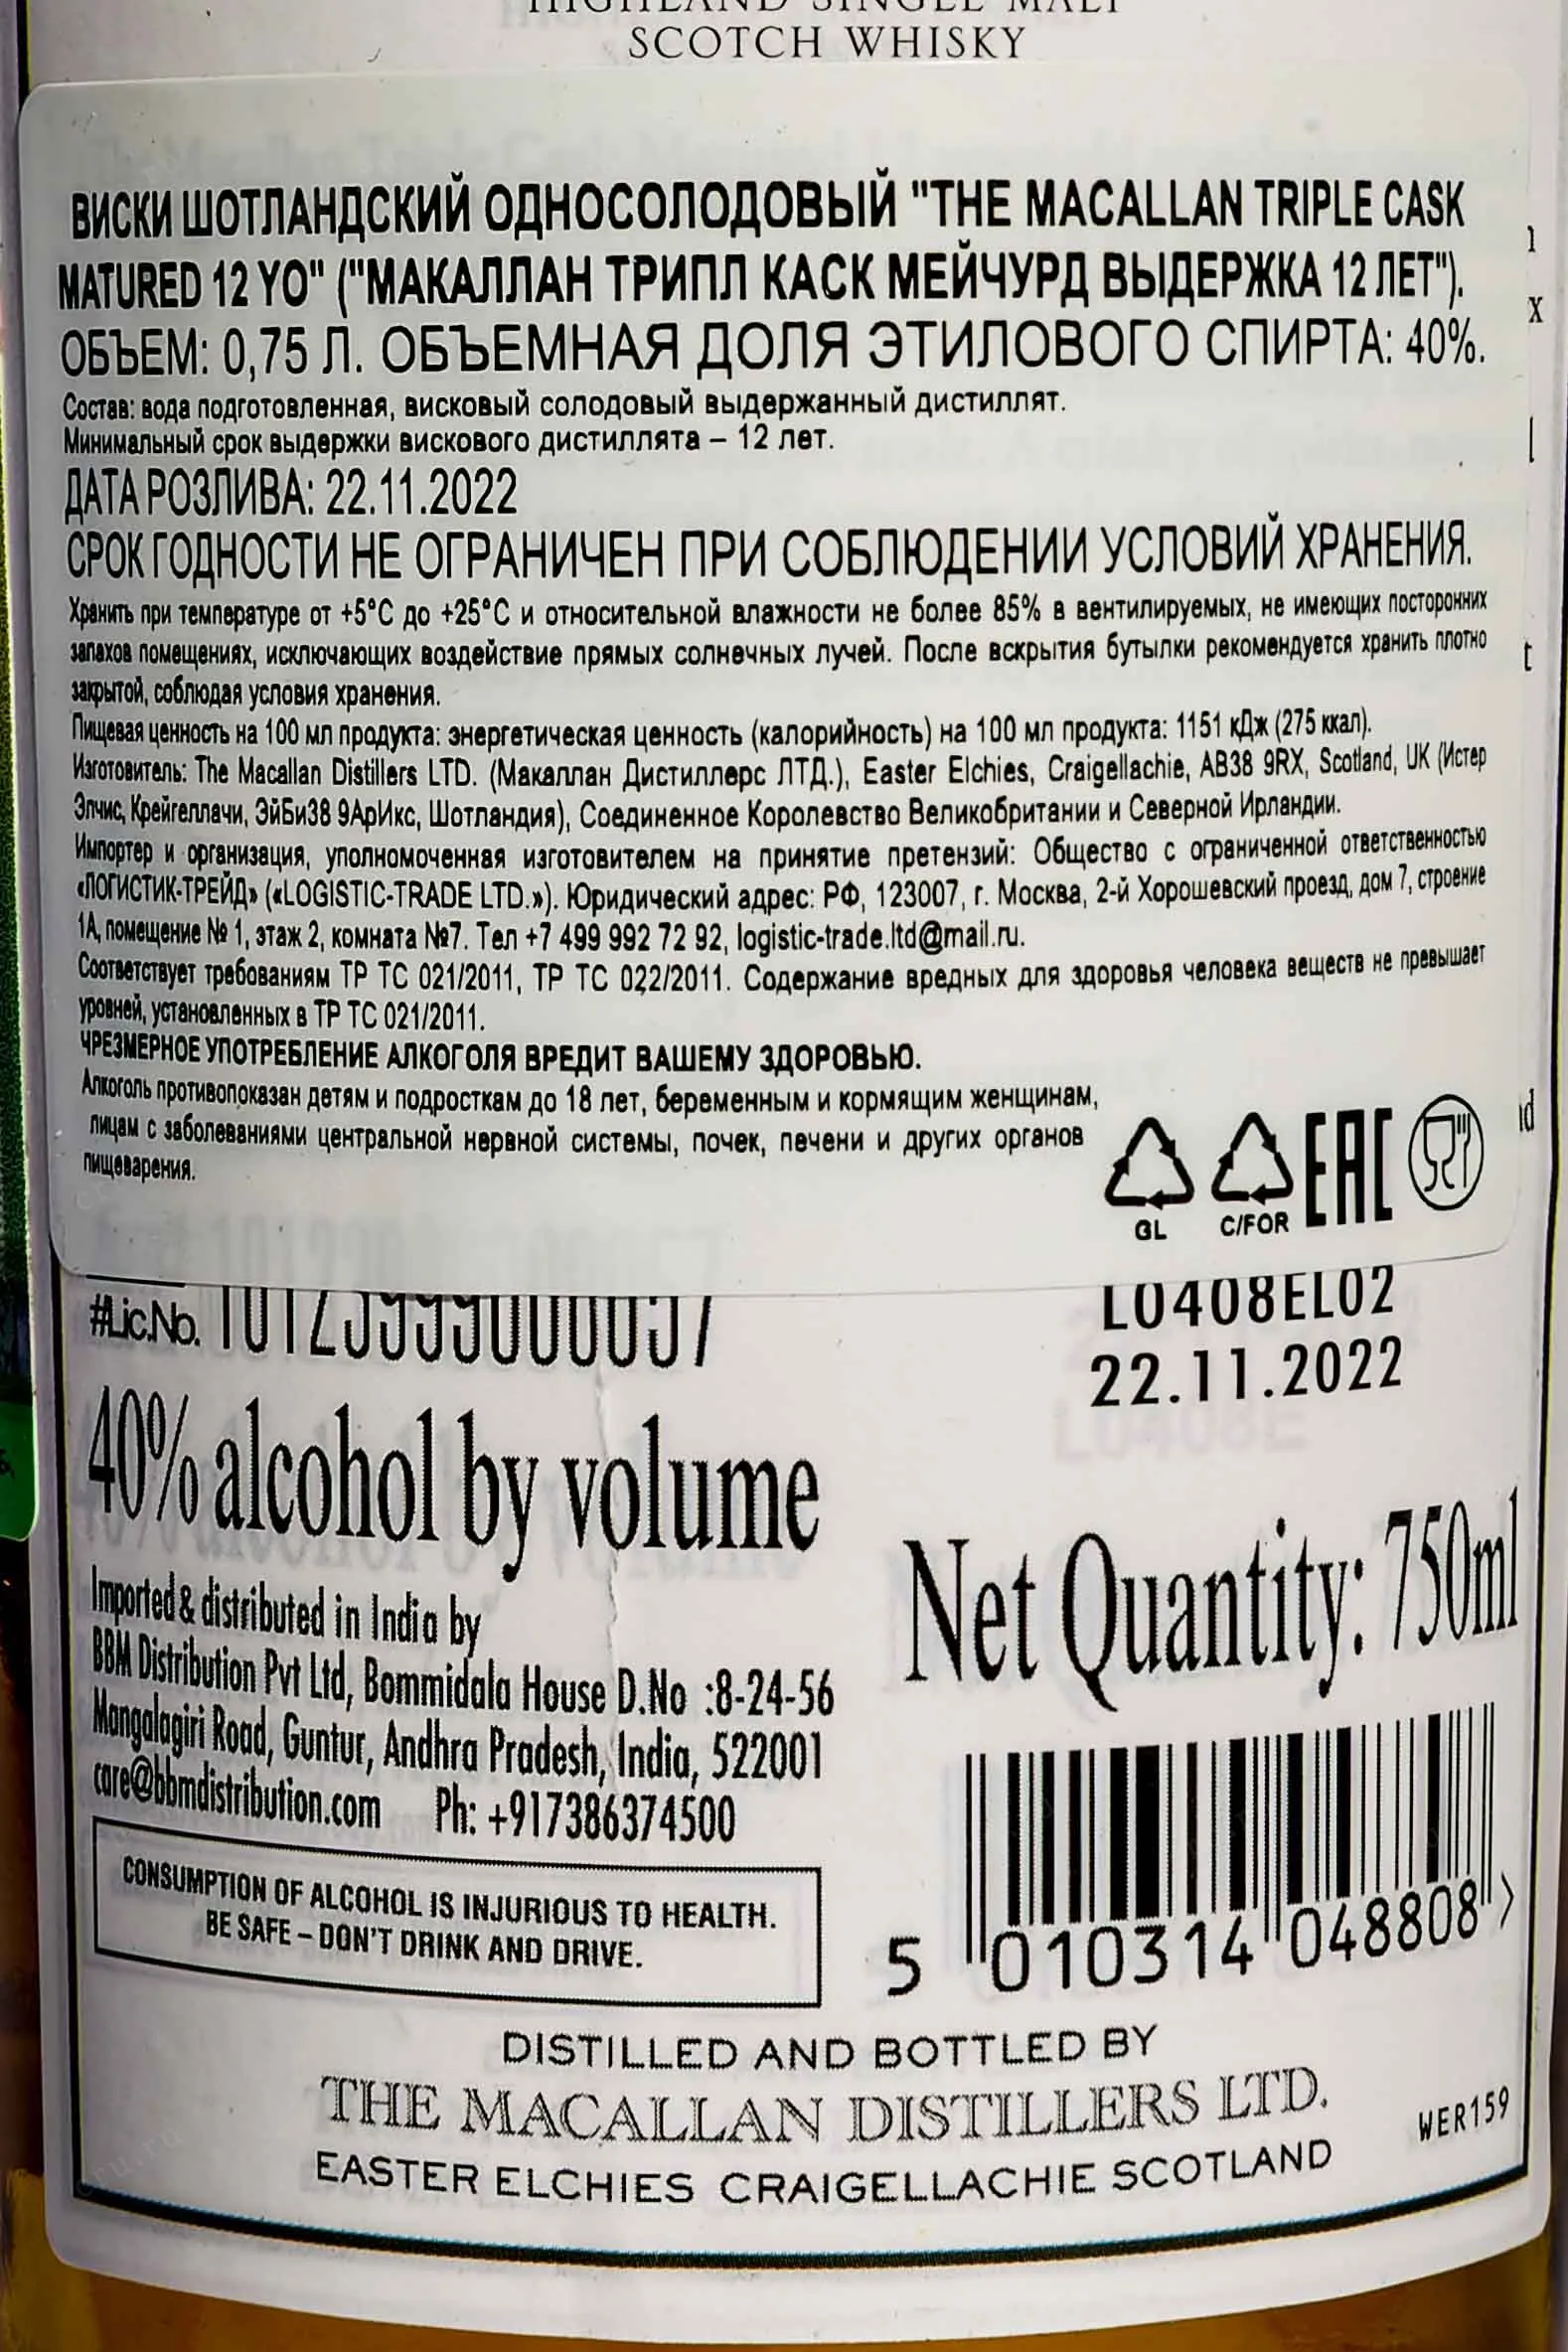 HIGHLAND SINGLE MALT
SCOTCH WHISKY
ВИСКИ ШОТЛАНДСКИЙ ОДНОСОЛОДОВЫЙ "THE MACALLAN TRIPLE CASK
MATURED 12 YO" ("МАКАЛЛАН ТРИПЛ КАСК МЕЙЧУРД ВЫДЕРЖКА 12 ЛЕТ").
ОБЪЕМ: 0,75 Л. ОБЪЕМНАЯ ДОЛЯ ЭТИЛОВОГО СПИРТА: 40%.
Состав: вода подготовленная, висковый солодовый выдержанный дистиллят.
Минимальный срок выдержки вискового дистиллята – 12 лет.
ДАТА РОЗЛИВА: 22.11.2022
СРОК ГОДНОСТИ НЕ ОГРАНИЧЕН ПРИ СОБЛЮДЕНИИ УСЛОВИЙ ХРАНЕНИЯ.
Хранить при температуре от +5°C до +25°C и относительной влажности не более 85% в вентилируемых, не имеющих посторонних
запахов помещениях, исключающих воздействие прямых солнечных лучей. После вскрытия бутылки рекомендуется хранить плотно
закрытой, соблюдая условия хранения.
Пищевая ценность на 100 мл продукта: энергетическая ценность (калорийность) на 100 мл продукта: 1151 кДж (275 ккал).
Изготовитель: The Macallan Distillers LTD. (Макаллан Дистиллерс ЛТД.), Easter Elchies, Craigellachie, AB38 9RX, Scotland, UK (Истер
Элчис, Крейгеллачи, ЭйБи38 9АрИкс, Шотландия), Соединенное Королевство Великобритании и Северной Ирландии.
Импортер и организация, уполномоченная изготовителем на принятие претензий: Общество с ограниченной ответственностью
«ЛОГИСТИК-ТРЕЙД» («LOGISTIC-TRADE LTD.»). Юридический адрес: РФ, 123007, г. Москва, 2-й Хорошевский проезд, дом 7, строение
1А, помещение № 1, этаж 2, комната №7. Тел +7 499 992 72 92, logistic-trade.ltd@mail.ru.
Соответствует требованиям ТР ТС 021/2011, ТР ТС 022/2011. Содержание вредных для здоровья человека веществ не превышает
уровней, установленных в ТР ТС 021/2011.
ЧРЕЗМЕРНОЕ УПОТРЕБЛЕНИЕ АЛКОГОЛЯ ВРЕДИТ ВАШЕМУ ЗДОРОВЬЮ.
Алкоголь противопоказан детям и подросткам до 18 лет, беременным и кормящим женщинам,
лицам с заболеваниями центральной нервной системы, почек, печени и других органов
пищеварения.
GL C/FOR EAC
#Lic.No.
L0408EL02
22.11.2022
40% alcohol by volume
Net Quantity: 750ml
Imported & distributed in India by
BBM Distribution Pvt Ltd, Bommidala House D.No :8-24-56
Mangalagiri Road, Guntur, Andhra Pradesh, India, 522001
care@bbmdistribution.com Ph: +917386374500
CONSUMPTION OF ALCOHOL IS INJURIOUS TO HEALTH.
BE SAFE – DON'T DRINK AND DRIVE.
5 010314 048808 >
DISTILLED AND BOTTLED BY
THE MACALLAN DISTILLERS LTD.
EASTER ELCHIES CRAIGELLACHIE SCOTLAND
WER159